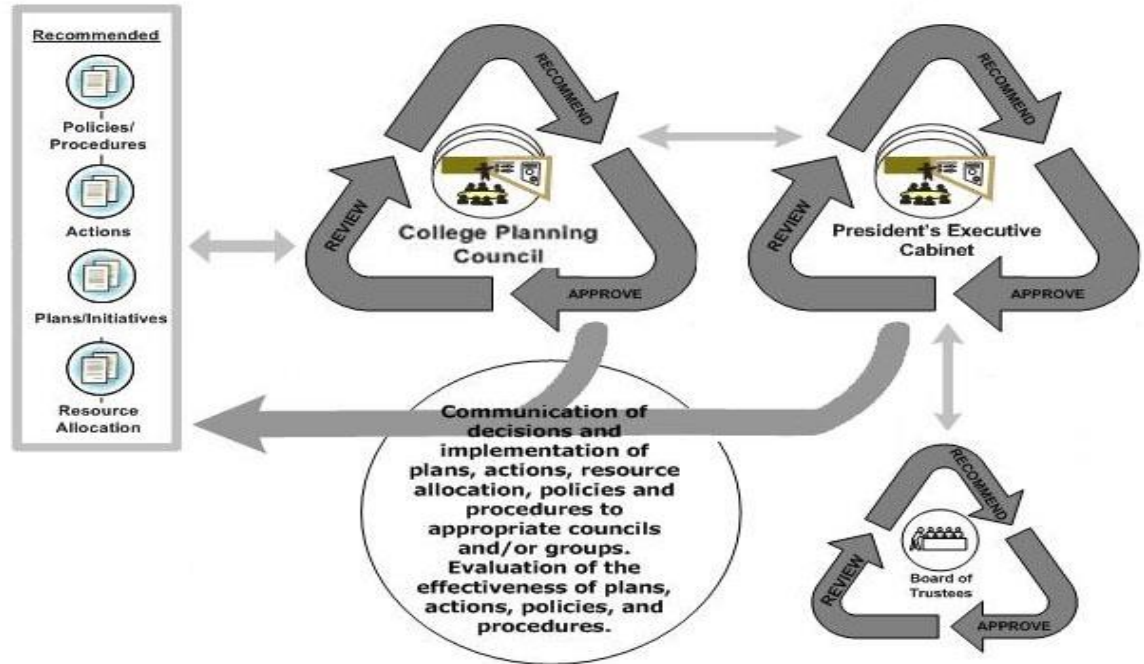 Recommended
Policies/
Procedures
Actions
Plans/Initiatives
Resource
Allocation
RECOMMEND
REVIEW
College Planning
Council
APPROVE
RECOMMEND
REVIEW
President's Executive
Cabinet
APPROVE
Communication of
decisions and
implementation of
plans, actions, resource
allocation, policies and
procedures to
appropriate councils
and/or groups.
Evaluation of the
effectiveness of plans,
actions, policies, and
procedures.
RECOMMEND
REVIEW
Board of
Trustees
APPROVE